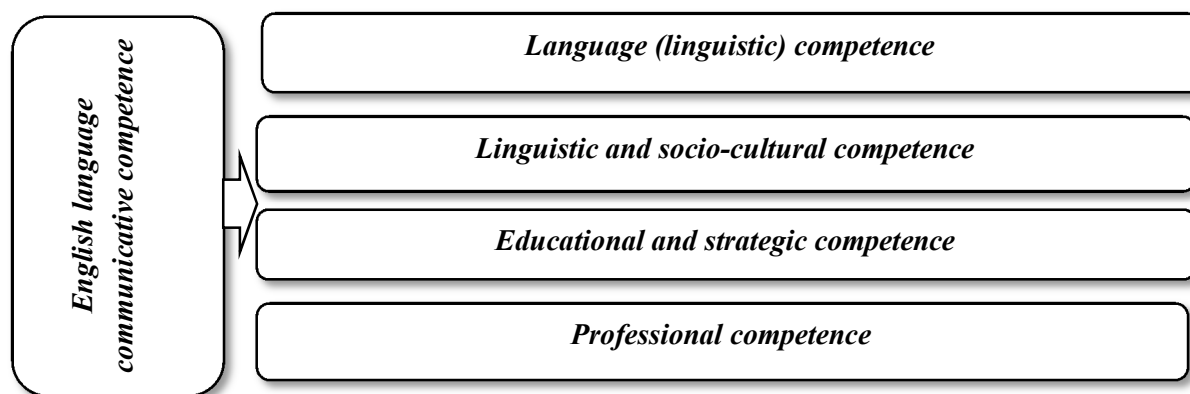 English language
communicative competence
Language (linguistic) competence
Linguistic and socio-cultural competence
Educational and strategic competence
Professional competence